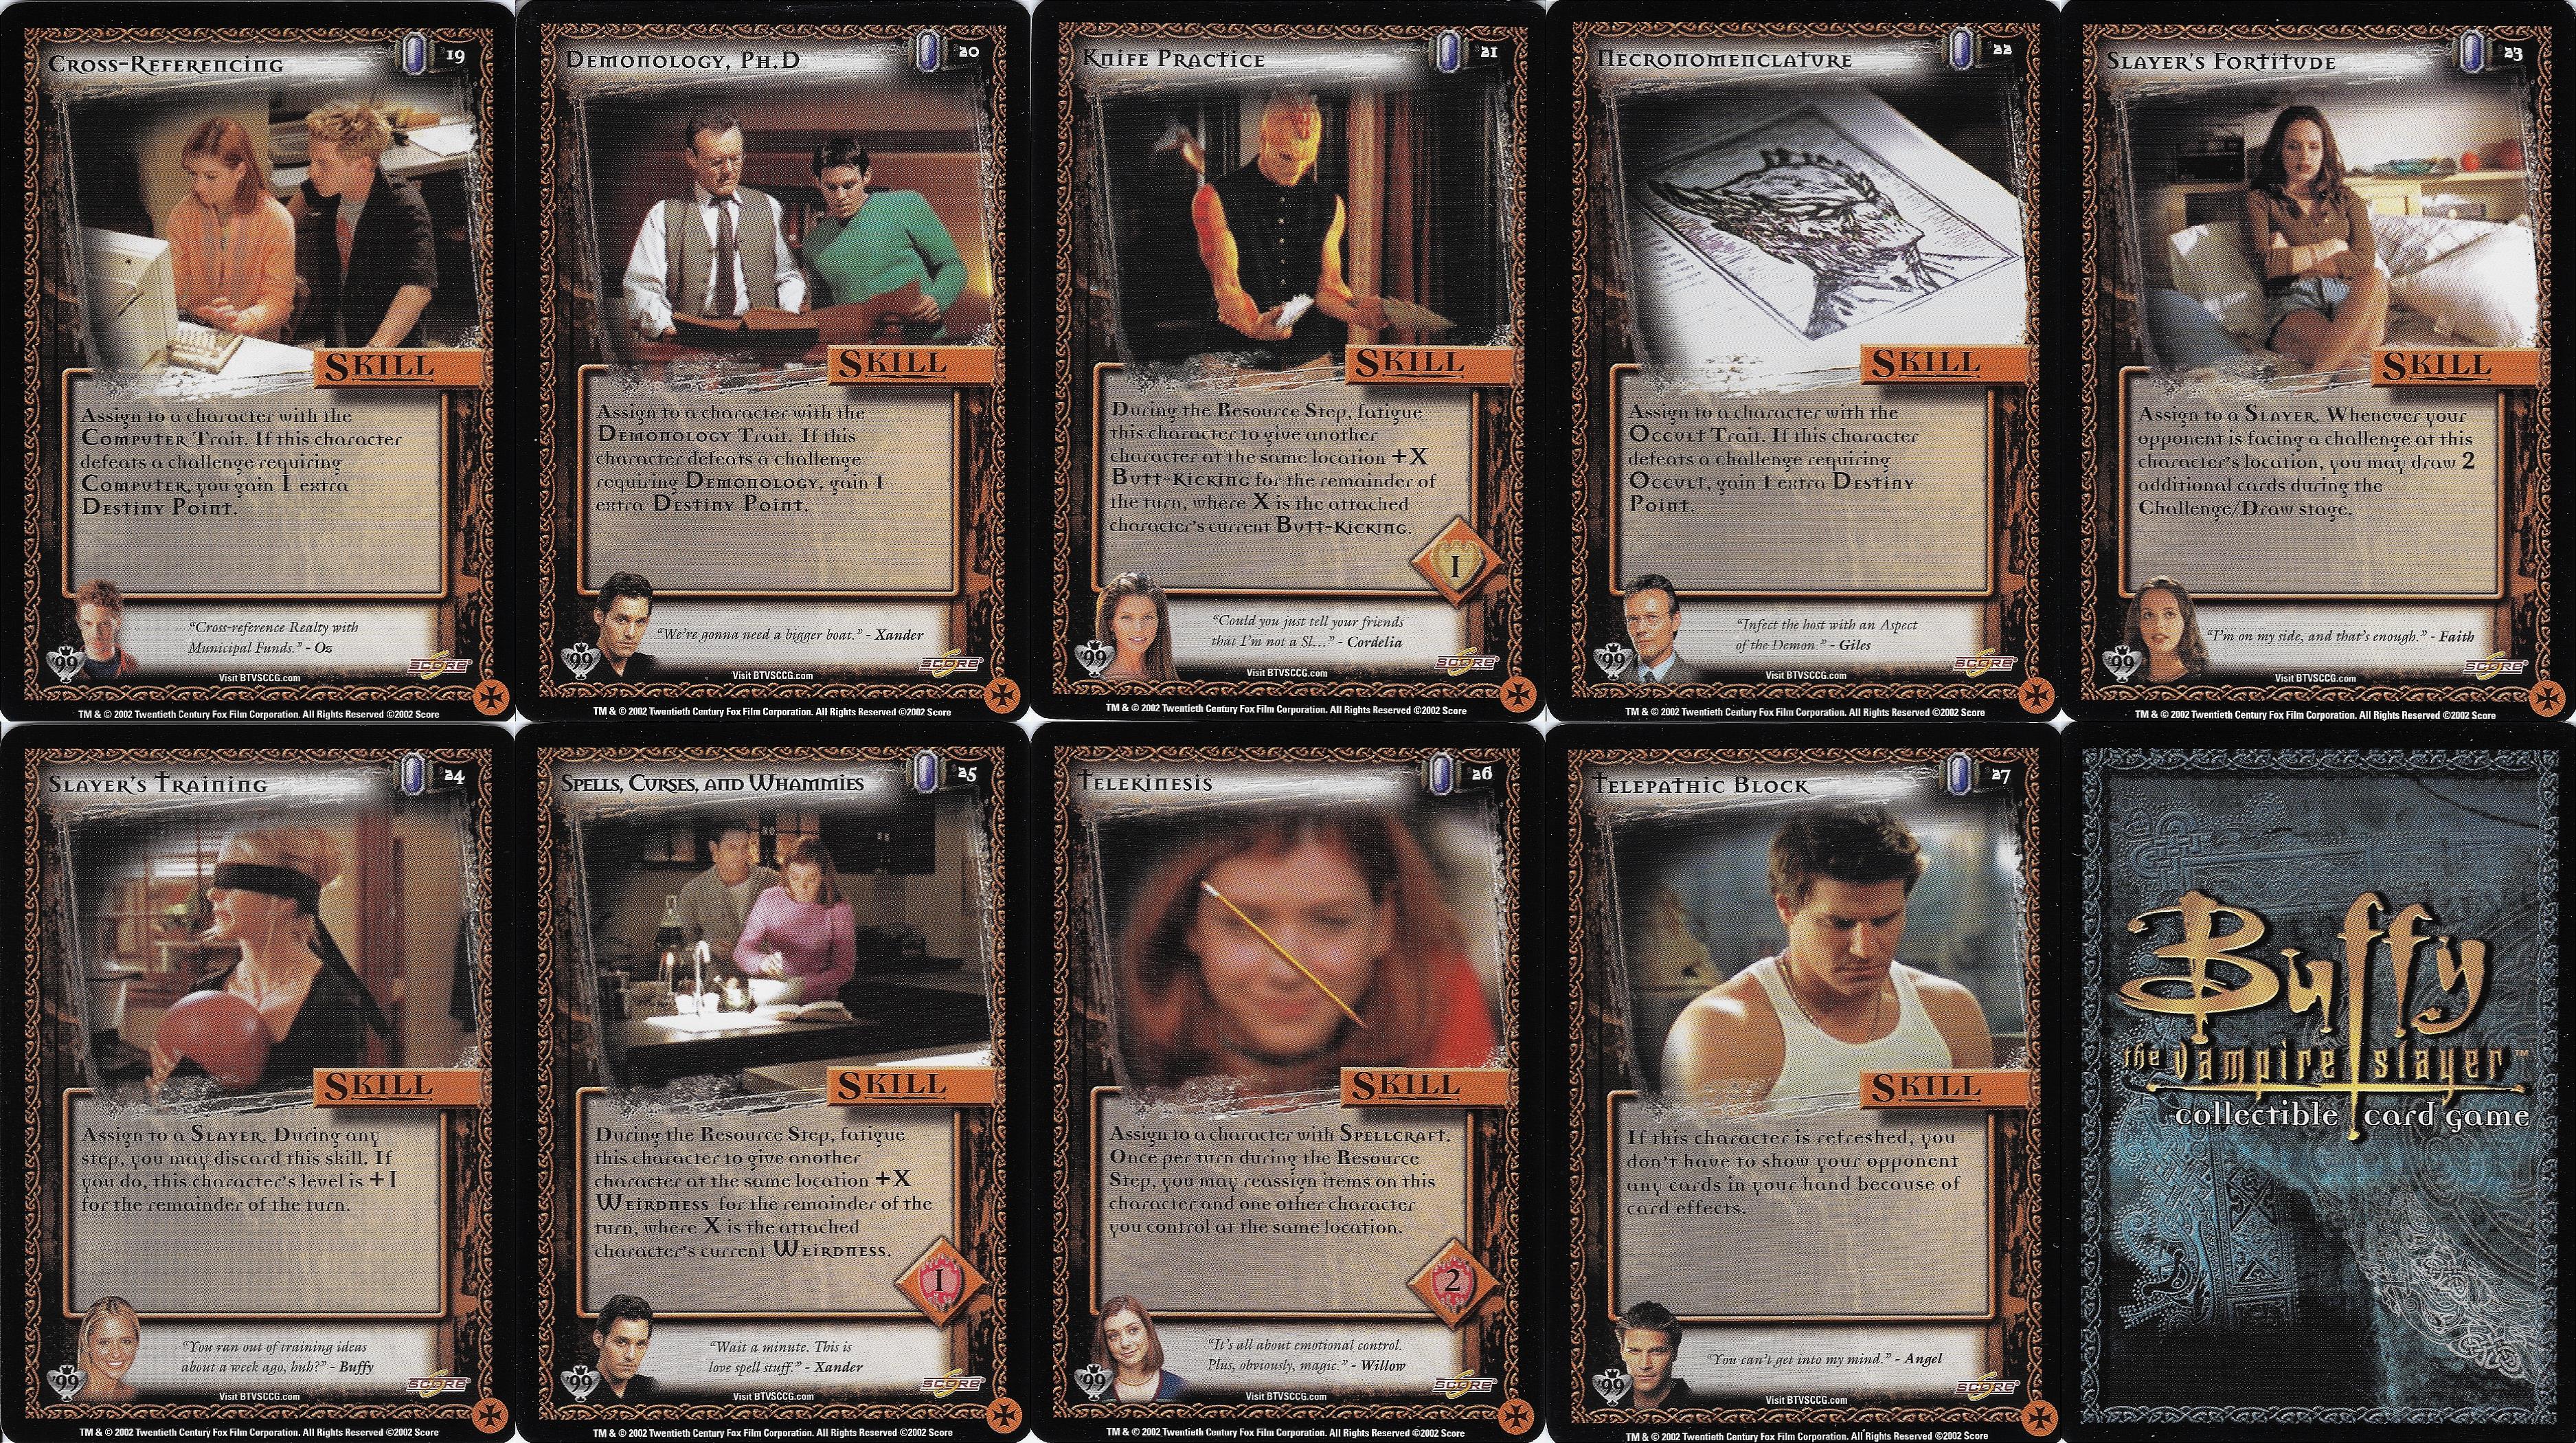 CROSS-REFERENCING
19
SKILL
Assign to a character with the
COMPUTER Trait. If this character
defeats a challenge requiring
COMPUTER, you gain 1 extra
DESTINY POINT.
"Cross-reference Realty with
Municipal Funds." - Oz
'99
SCORE
Visit BTVSCCG.com
TM & © 2002 Twentieth Century Fox Film Corporation. All Rights Reserved ©2002 Score
DEMONOLOGY, PH.D
20
SKILL
Assign to a character with the
DEMONOLOGY Trait. If this
character defeats a challenge
requiring DEMONOLOGY, gain 1
extra DESTINY POINT.
"We're gonna need a bigger boat." - Xander
'99
SCORE
Visit BTVSCCG.com
TM & © 2002 Twentieth Century Fox Film Corporation. All Rights Reserved ©2002 Score
KNIFE PRACTICE
21
SKILL
During the Resource Step, fatigue
this character to give another
character at the same location +X
BUTT-KICKING for the remainder of
the turn, where X is the attached
character's current BUTT-KICKING.
1
"Could you just tell your friends
that I'm not a Sl..." - Cordelia
'99
SCORE
Visit BTVSCCG.com
TM & © 2002 Twentieth Century Fox Film Corporation. All Rights Reserved ©2002 Score
NECRONOMENCLATURE
22
SKILL
Assign to a character with the
OCCULT Trait. If this character
defeats a challenge requiring
OCCULT, gain 1 extra DESTINY
POINT.
"Infect the host with an Aspect
of the Demon." - Giles
'99
SCORE
Visit BTVSCCG.com
TM & © 2002 Twentieth Century Fox Film Corporation. All Rights Reserved ©2002 Score
SLAYER'S FORTITUDE
23
SKILL
Assign to a SLAYER. Whenever your
opponent is facing a challenge at this
character's location, you may draw 2
additional cards during the
Challenge/Draw stage.
"I'm on my side, and that's enough." - Faith
'99
SCORE
Visit BTVSCCG.com
TM & © 2002 Twentieth Century Fox Film Corporation. All Rights Reserved ©2002 Score
SLAYER'S TRAINING
24
SKILL
Assign to a SLAYER. During any
step, you may discard this skill. If
you do, this character's level is +1
for the remainder of the turn.
"You ran out of training ideas
about a week ago, huh?" - Buffy
'99
SCORE
Visit BTVSCCG.com
TM & © 2002 Twentieth Century Fox Film Corporation. All Rights Reserved ©2002 Score
SPELLS, CURSES, AND WHAMMIES
25
SKILL
During the Resource Step, fatigue
this character to give another
character at the same location +X
WEIRDNESS for the remainder of the
turn, where X is the attached
character's current WEIRDNESS.
1
"Wait a minute. This is
love spell stuff." - Xander
'99
SCORE
Visit BTVSCCG.com
TM & © 2002 Twentieth Century Fox Film Corporation. All Rights Reserved ©2002 Score
TELEKINESIS
26
SKILL
Assign to a character with SPELLCRAFT.
Once per turn during the Resource
Step, you may reassign items on this
character and one other character
you control at the same location.
2
"It's all about emotional control.
Plus, obviously, magic." - Willow
'99
SCORE
Visit BTVSCCG.com
TM & © 2002 Twentieth Century Fox Film Corporation. All Rights Reserved ©2002 Score
TELEPATHIC BLOCK
27
SKILL
If this character is refreshed, you
don't have to show your opponent
any cards in your hand because of
card effects.
"You can't get into my mind." - Angel
'99
SCORE
Visit BTVSCCG.com
TM & © 2002 Twentieth Century Fox Film Corporation. All Rights Reserved ©2002 Score
Buffy
the vampire slayer™
collectible card game